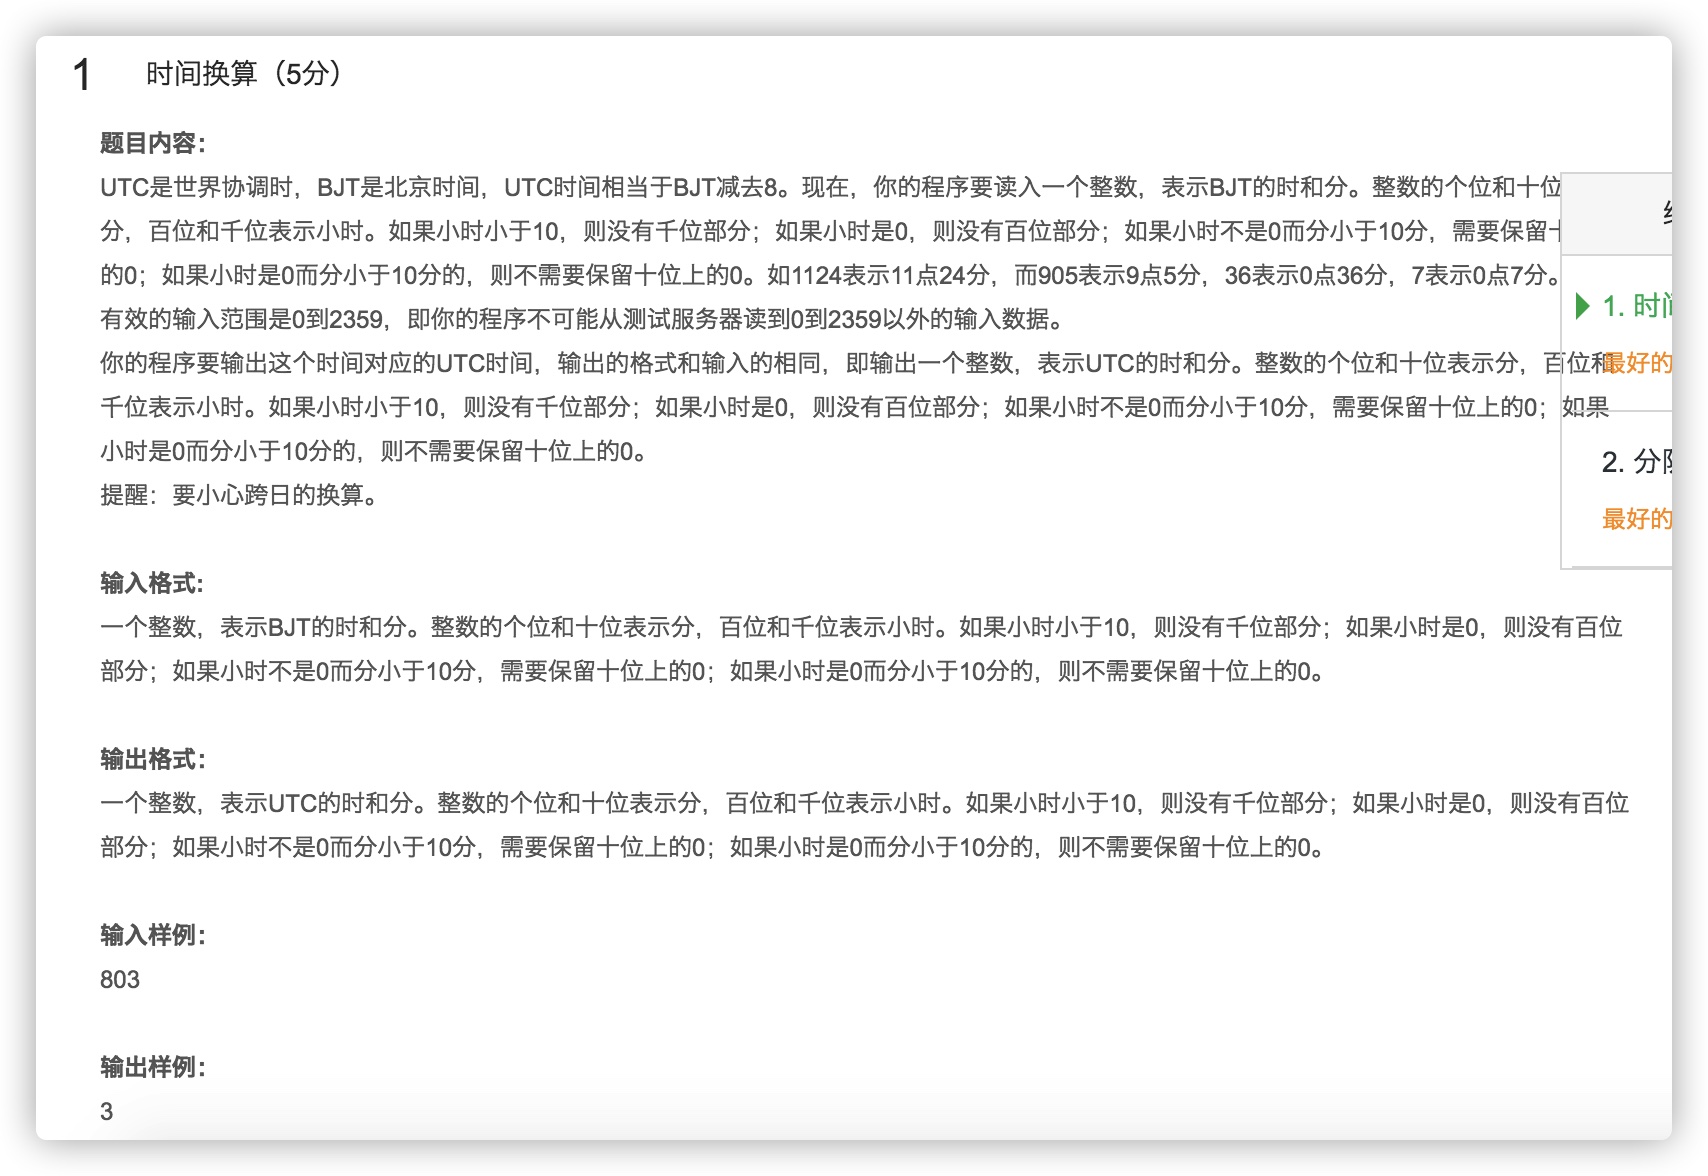 1 时间换算（5分）
题目内容：
UTC是世界协调时，BJT是北京时间，UTC时间相当于BJT减去8。现在，你的程序要读入一个整数，表示BJT的时和分。整数的个位和十位
分，百位和千位表示小时。如果小时小于10，则没有千位部分；如果小时是0，则没有百位部分；如果小时不是0而分小于10分，需要保留
的0；如果小时是0而分小于10分的，则不需要保留十位上的0。如1124表示11点24分，而905表示9点5分，36表示0点36分，7表示0点7分。
有效的输入范围是0到2359，即你的程序不可能从测试服务器读到0到2359以外的输入数据。
你的程序要输出这个时间对应的UTC时间，输出的格式和输入的相同，即输出一个整数，表示UTC的时和分。整数的个位和十位表示分，百位和
千位表示小时。如果小时小于10，则没有千位部分；如果小时是0，则没有百位部分；如果小时不是0而分小于10分，需要保留十位上的0；如果
小时是0而分小于10分的，则不需要保留十位上的0。
提醒：要小心跨日的换算。
输入格式:
一个整数，表示BJT的时和分。整数的个位和十位表示分，百位和千位表示小时。如果小时小于10，则没有千位部分；如果小时是0，则没有百位
部分；如果小时不是0而分小于10分，需要保留十位上的0；如果小时是0而分小于10分的，则不需要保留十位上的0。
输出格式：
一个整数，表示UTC的时和分。整数的个位和十位表示分，百位和千位表示小时。如果小时小于10，则没有千位部分；如果小时是0，则没有百位
部分；如果小时不是0而分小于10分，需要保留十位上的0；如果小时是0而分小于10分的，则不需要保留十位上的0。
输入样例：
803
输出样例：
3
1. 时间
最好的
2. 分
最好的